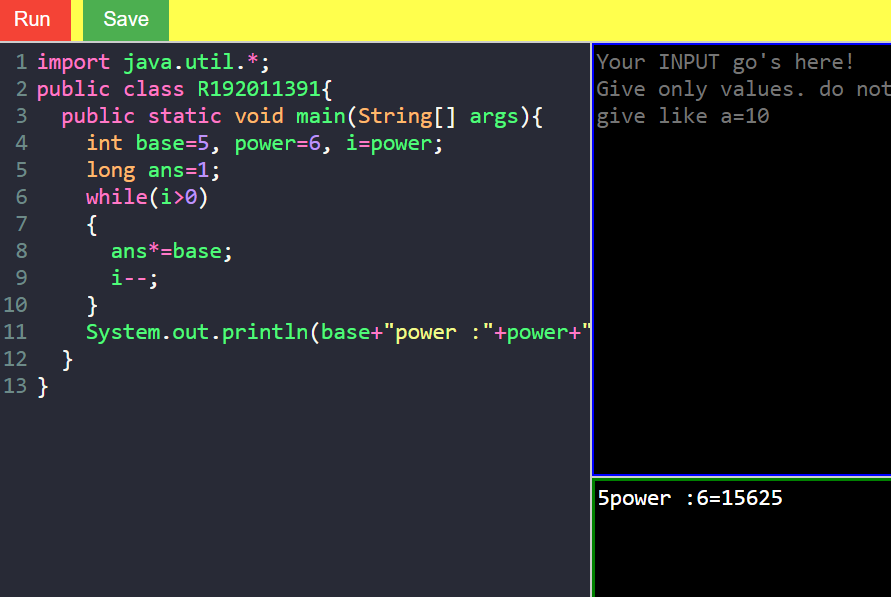 Run Save
1 import java.util.*;
2 public class R192011391{
3 public static void main(String[] args){
4 int base=5, power=6, i=power;
5 long ans=1;
6 while(i>0)
7 {
8 ans*=base;
9 i--;
10 }
11 System.out.println(base+"power :"+power+"
12 }
13 }
Your INPUT go's here!
Give only values. do not
give like a=10
5power :6=15625